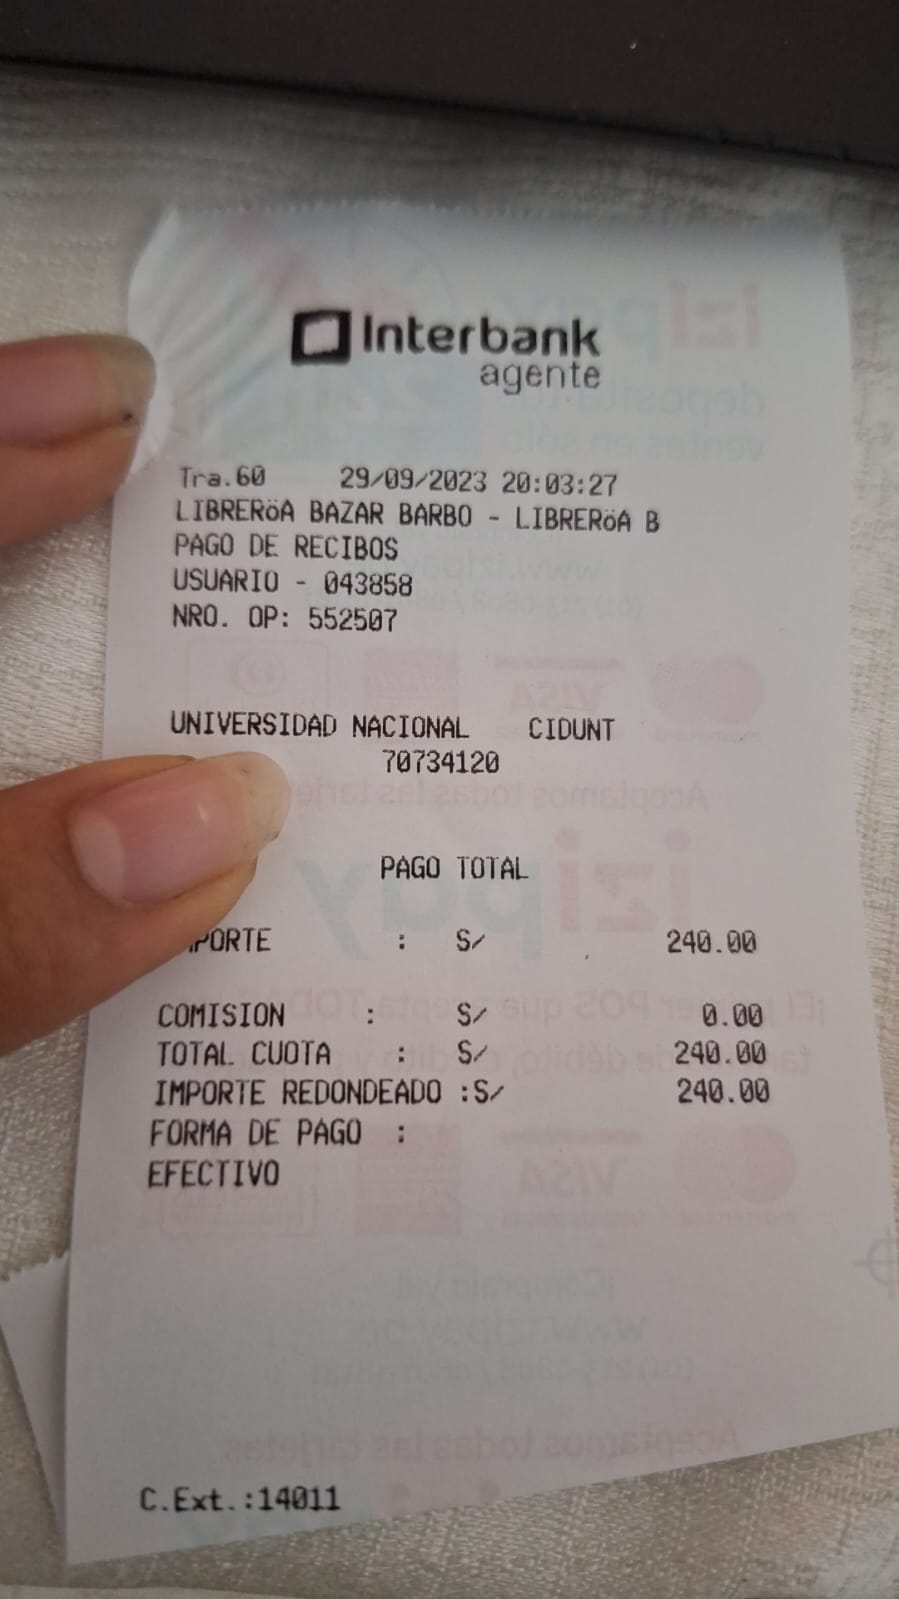 Interbank
agente
Tra.60 29/09/2023 20:03:27
LIBRERöA BAZAR BARBO - LIBRERöA B
PAGO DE RECIBOS
USUARIO - 043858
NRO. OP: 552507
UNIVERSIDAD NACIONAL CIDUNT
70734120
PAGO TOTAL
PORTE : S/ 240.00
COMISION : S/ 0.00
TOTAL CUOTA : S/ 240.00
IMPORTE REDONDEADO :S/ 240.00
FORMA DE PAGO :
EFECTIVO
C.Ext.:14011